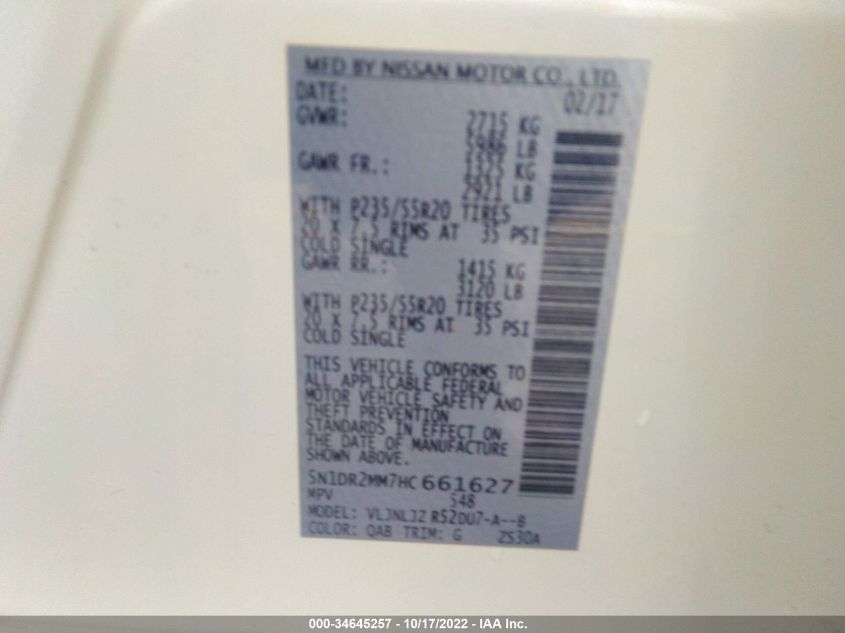 MFD BY NISSAN MOTOR CO., LTD.
DATE: 02/17
GVWR: 2715 KG
5986 LB
GAWR FR.: 1325 KG
2921 LB
WITH P235/55R20 TIRES
20 X 7.5 RIMS AT 35 PSI
COLD SINGLE
GAWR RR.: 1415 KG
3120 LB
WITH P235/55R20 TIRES
20 X 7.5 RIMS AT 35 PSI
COLD SINGLE
THIS VEHICLE CONFORMS TO
ALL APPLICABLE FEDERAL
MOTOR VEHICLE SAFETY AND
THEFT PREVENTION
STANDARDS IN EFFECT ON
THE DATE OF MANUFACTURE
SHOWN ABOVE.
5N1DR2MM7HC661627
MPV 548
MODEL: VLJNLJZ R52DU7-A--B
COLOR: QAB TRIM: G ZS30A
000-34645257 - 10/17/2022 - IAA Inc.